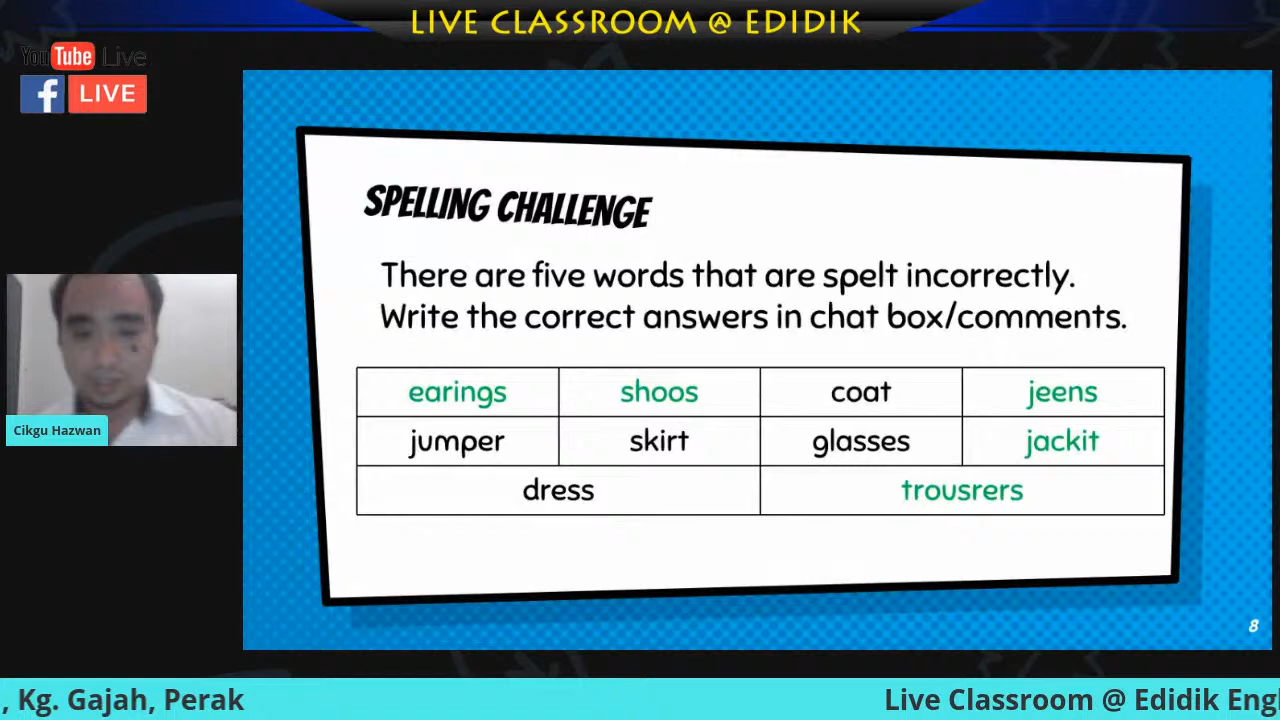 LIVE CLASSROOM @ EDIDIK
YouTube Live
f LIVE
SPELLING CHALLENGE
There are five words that are spelt incorrectly.
Write the correct answers in chat box/comments.
earings shoos coat jeens
jumper skirt glasses jackit
dress trousrers
Cikgu Hazwan
8
, Kg. Gajah, Perak Live Classroom @ Edidik Engl